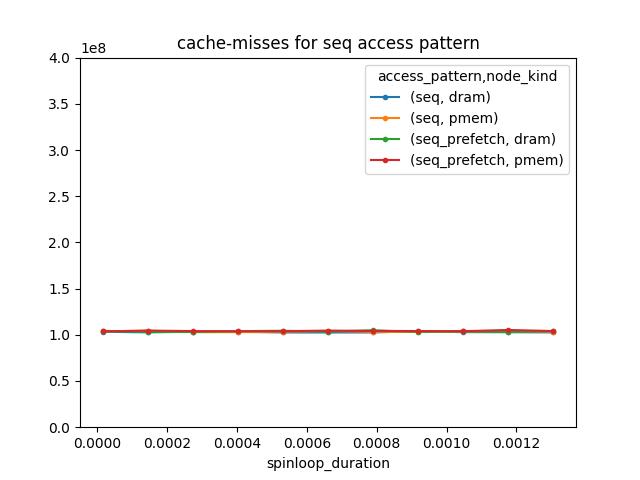 cache-misses for seq access pattern
1e8
4.0
3.5
3.0
2.5
2.0
1.5
1.0
0.5
0.0
access_pattern,node_kind
(seq, dram)
(seq, pmem)
(seq_prefetch, dram)
(seq_prefetch, pmem)
0.0000 0.0002 0.0004 0.0006 0.0008 0.0010 0.0012
spinloop_duration